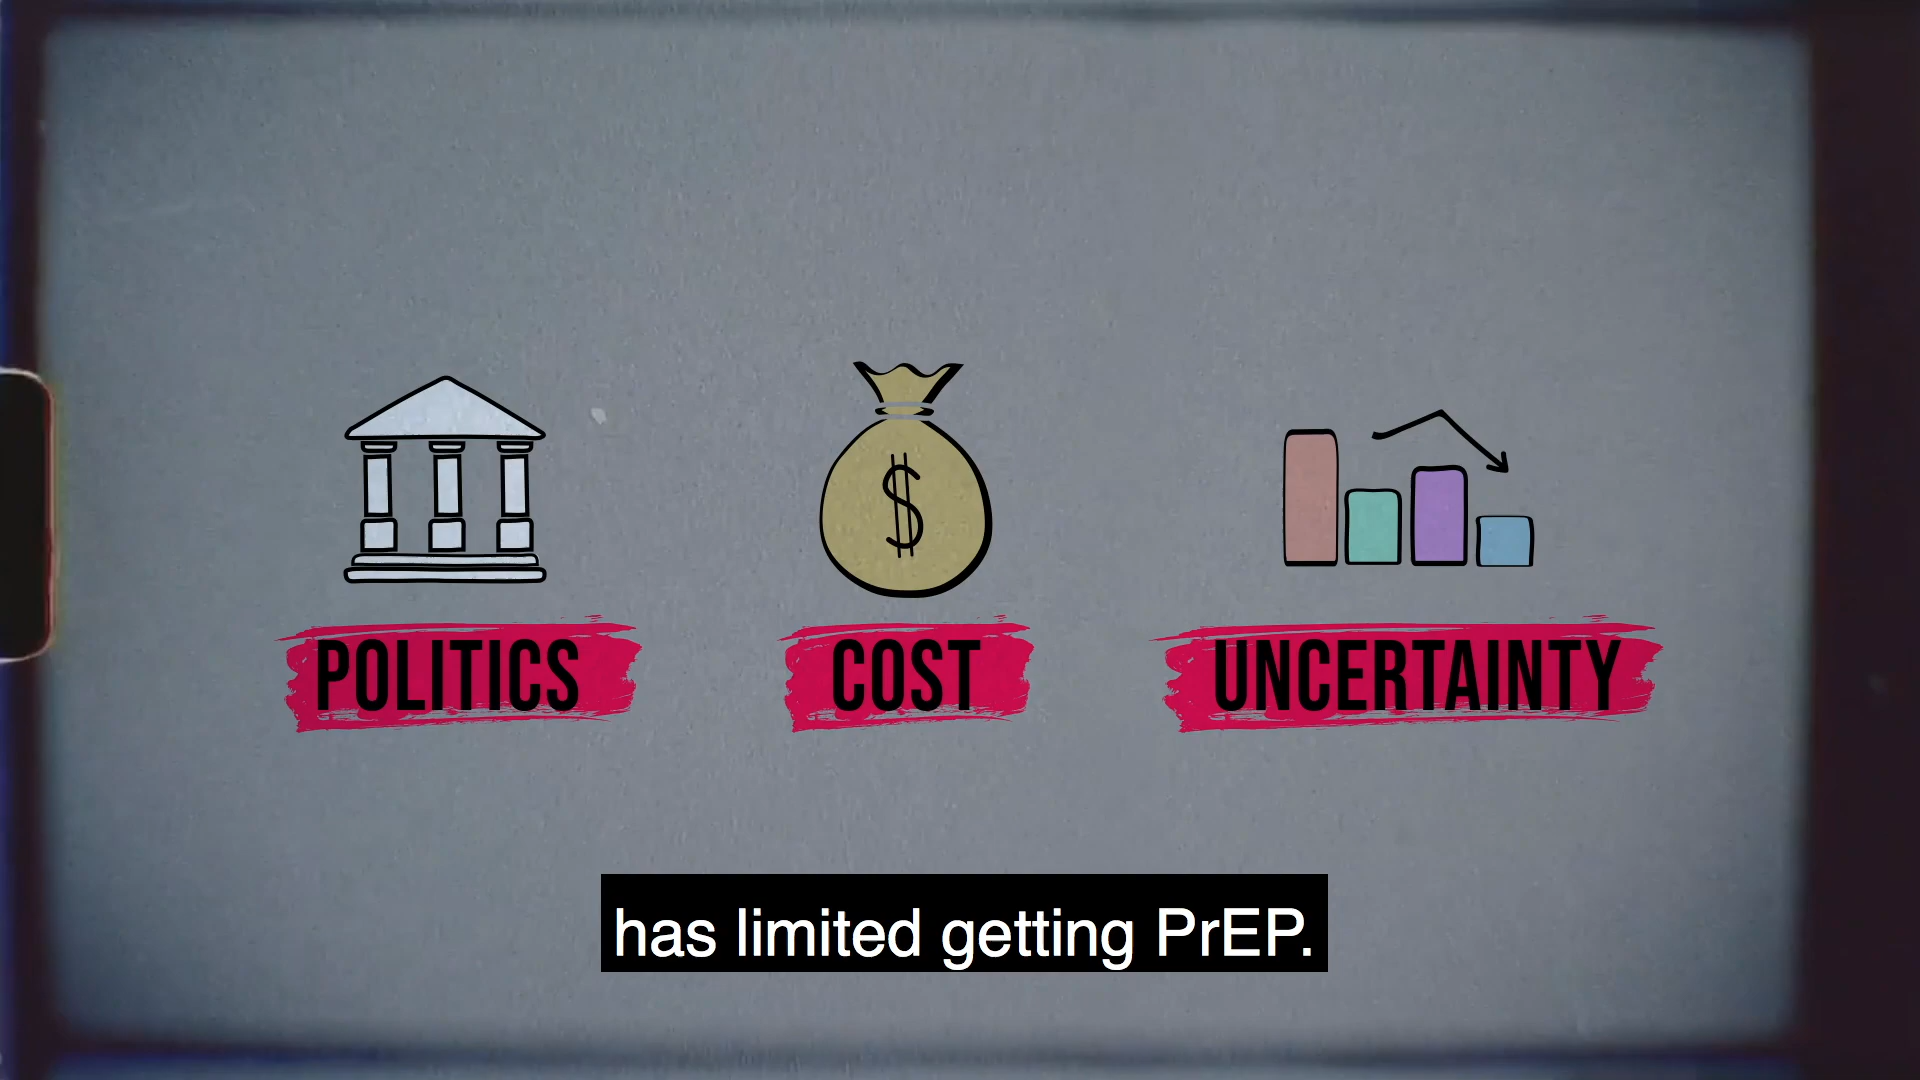 $
POLITICS
COST
UNCERTAINTY
has limited getting PrEP.